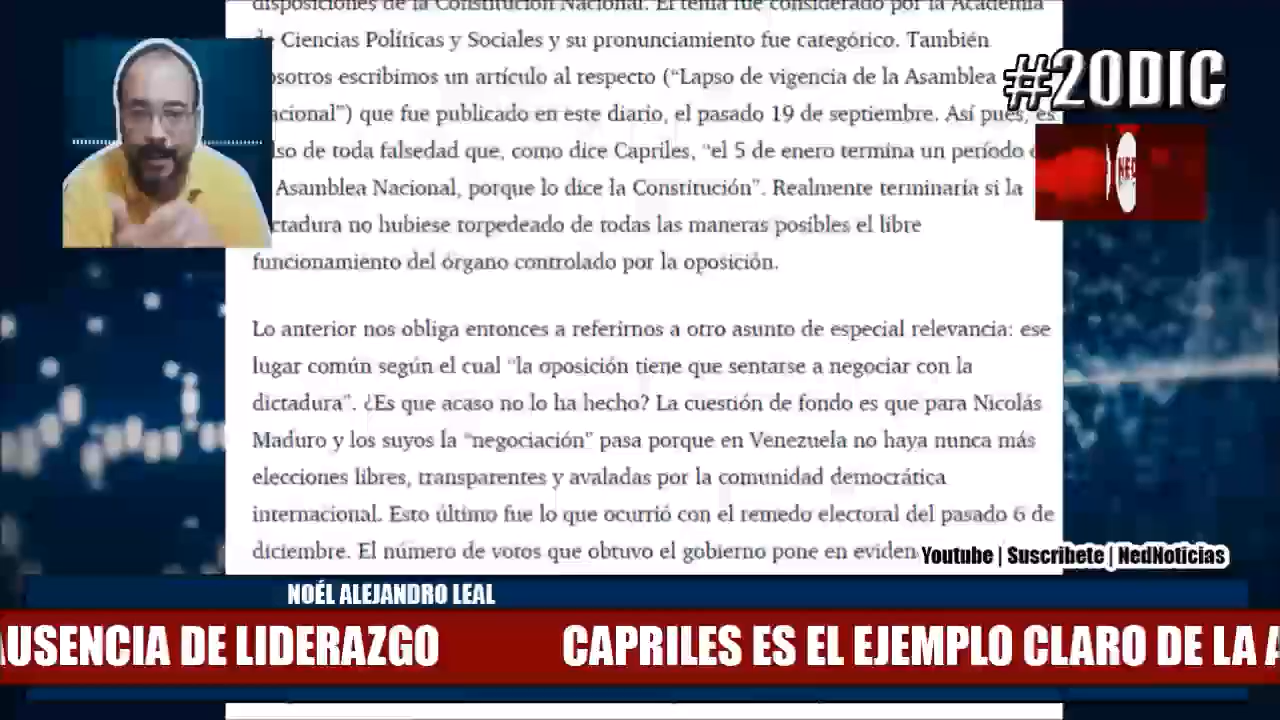 disposiciones de la Constitución Nacional. El tema fue considerado por la Academia
de Ciencias Políticas y Sociales y su pronunciamiento fue categórico. También
osotros escribimos un artículo al respecto (“Lapso de vigencia de la Asamblea
acional”) que fue publicado en este diario, el pasado 19 de septiembre. Así pues, es
lso de toda falsedad que, como dice Capriles, “el 5 de enero termina un período
Asamblea Nacional, porque lo dice la Constitución”. Realmente terminaría si la
ctadura no hubiese torpedeado de todas las maneras posibles el libre
funcionamiento del órgano controlado por la oposición.
Lo anterior nos obliga entonces a referirnos a otro asunto de especial relevancia: ese
lugar común según el cual “la oposición tiene que sentarse a negociar con la
dictadura”. ¿Es que acaso no lo ha hecho? La cuestión de fondo es que para Nicolás
Maduro y los suyos la “negociación” pasa porque en Venezuela no haya nunca más
elecciones libres, transparentes y avaladas por la comunidad democrática
internacional. Esto último fue lo que ocurrió con el remedo electoral del pasado 6 de
diciembre. El número de votos que obtuvo el gobierno pone en eviden
#20DIC
NED
Youtube | Suscribete | NedNoticias
NOÉL ALEJANDRO LEAL
AUSENCIA DE LIDERAZGO CAPRILES ES EL EJEMPLO CLARO DE LA A